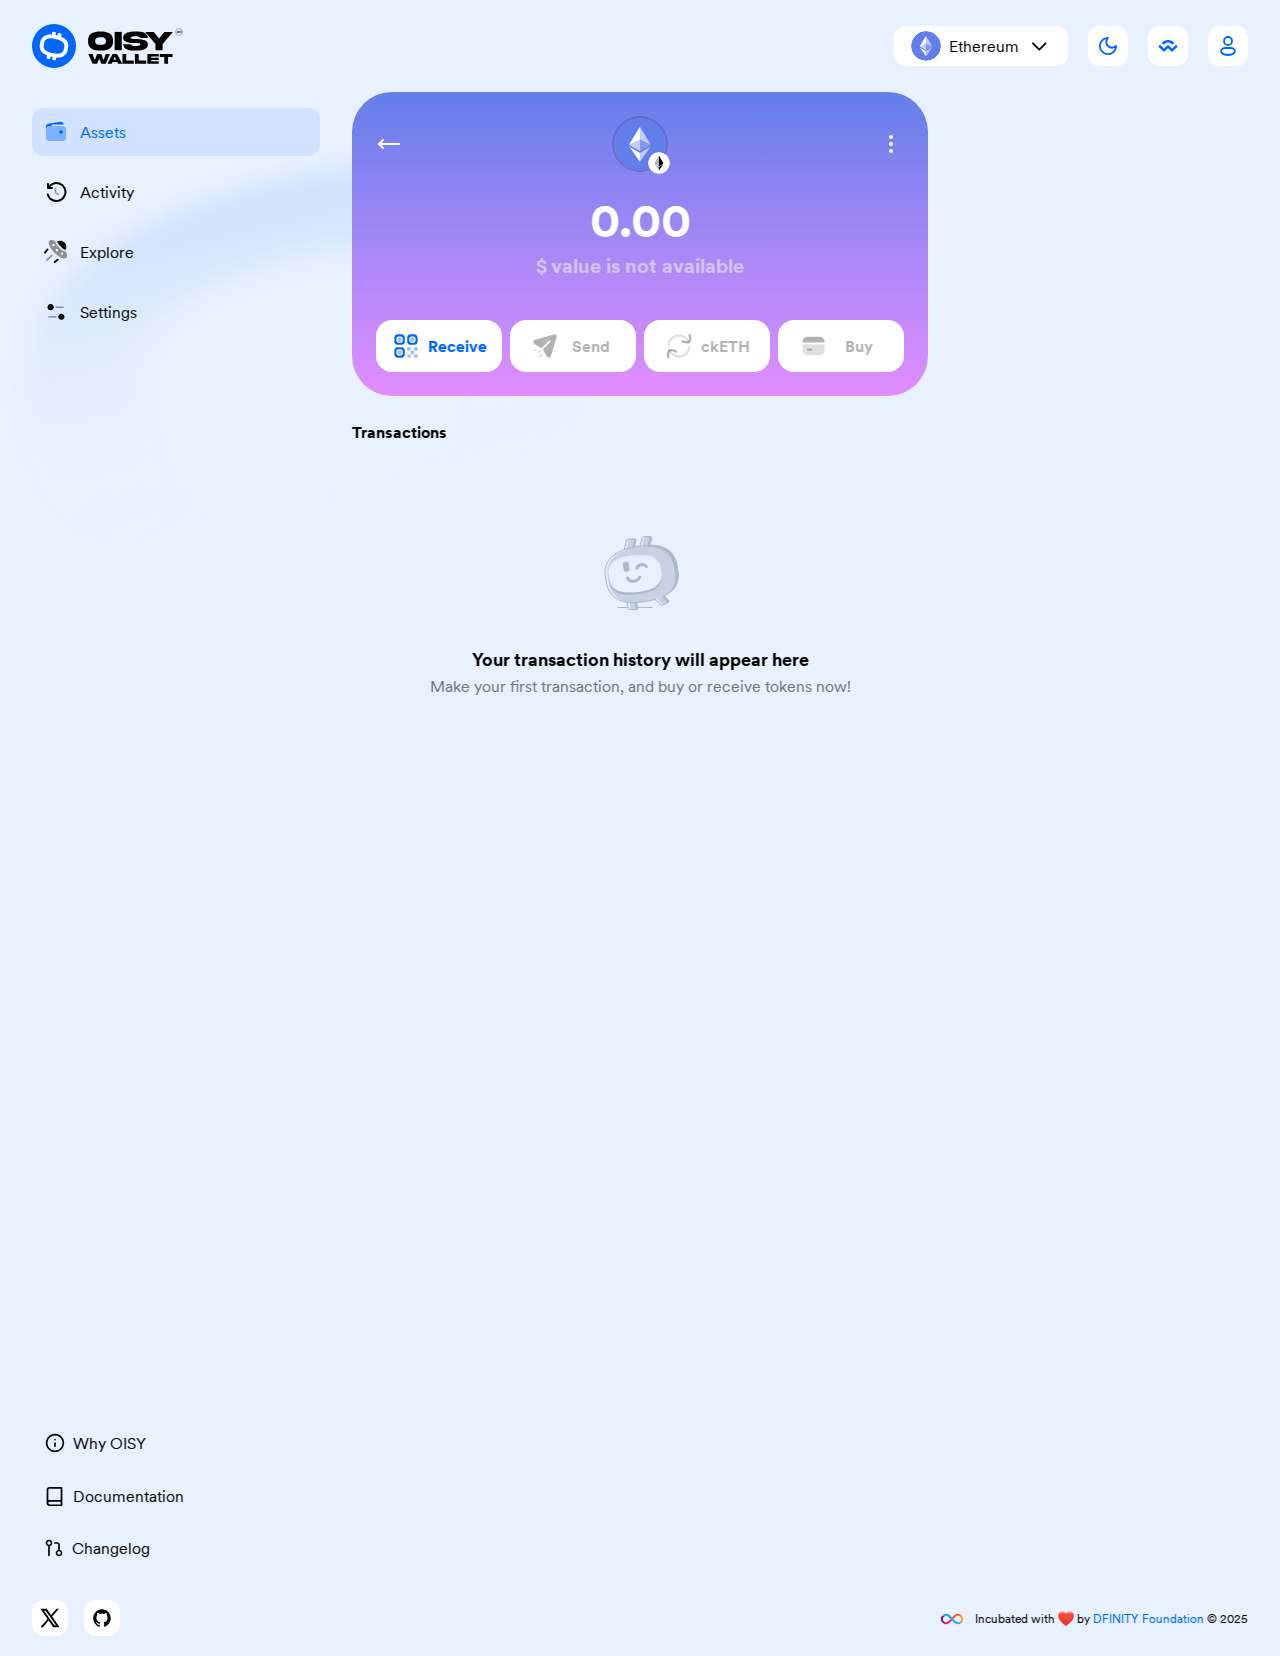 OISY
WALLET
Ethereum
Assets
Activity
Explore
Settings
0.00
$ value is not available
Receive
Send
ckETH
Buy
Transactions
Your transaction history will appear here
Make your first transaction, and buy or receive tokens now!
Why OISY
Documentation
Changelog
Incubated with ❤️ by DFINITY Foundation © 2025